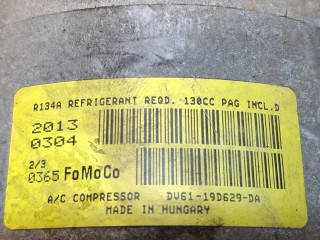 R134A REFRIGERANT REQD. 130CC PAG INCL.D
2013
0304
2/3
0365 FoMoCo
A/C COMPRESSOR DV61-19D629-DA
MADE IN HUNGARY